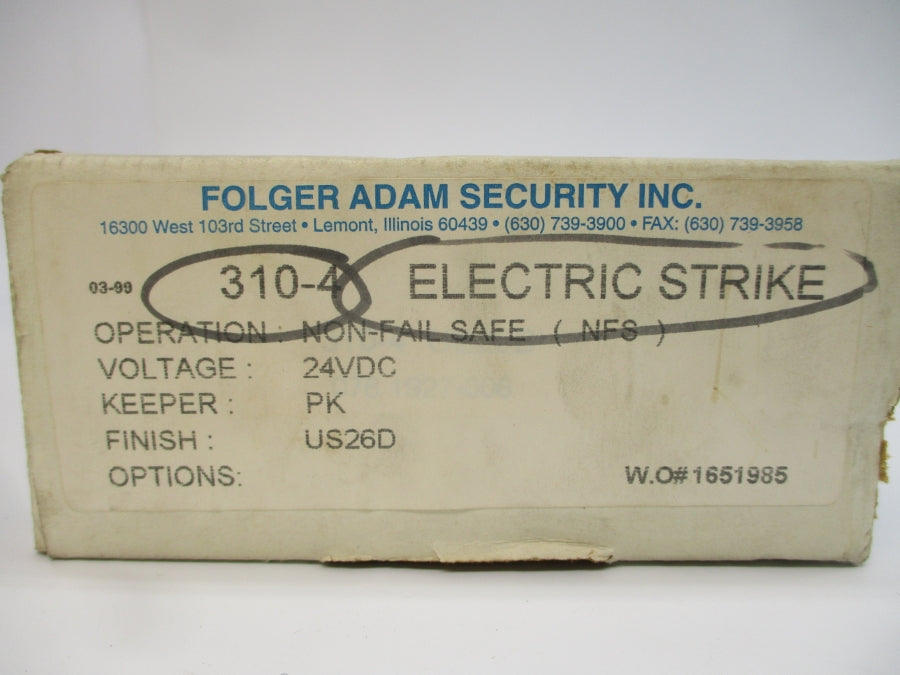 FOLGER ADAM SECURITY INC.
16300 West 103rd Street • Lemont, Illinois 60439 • (630) 739-3900 • FAX: (630) 739-3958
03-99 310-4 ELECTRIC STRIKE
OPERATION : NON-FAIL SAFE ( NFS )
VOLTAGE : 24VDC
KEEPER : PK
FINISH : US26D
OPTIONS: W.O# 1651985